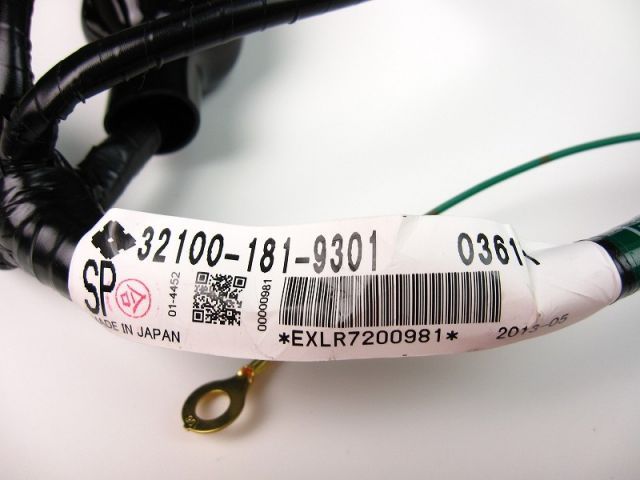 32100-181-9301 0361
SP
01-4452
00000981
MADE IN JAPAN
*EXLR7200981*
2013-05